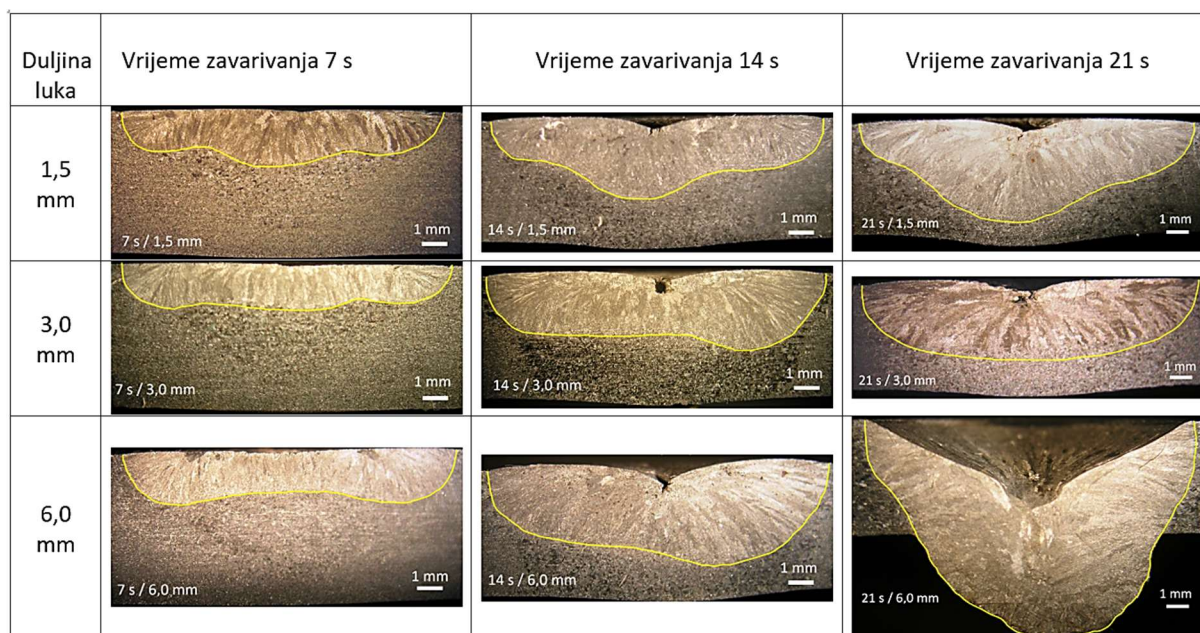 Duljina
luka
Vrijeme zavarivanja 7 s
Vrijeme zavarivanja 14 s
Vrijeme zavarivanja 21 s
1,5
mm
7 s / 1,5 mm
1 mm
14 s / 1,5 mm
1 mm
21 s / 1,5 mm
1 mm
3,0
mm
7 s / 3,0 mm
1 mm
14 s / 3,0 mm
1 mm
21 s / 3,0 mm
1 mm
6,0
mm
7 s / 6,0 mm
1 mm
14 s / 6,0 mm
1 mm
21 s / 6,0 mm
1 mm